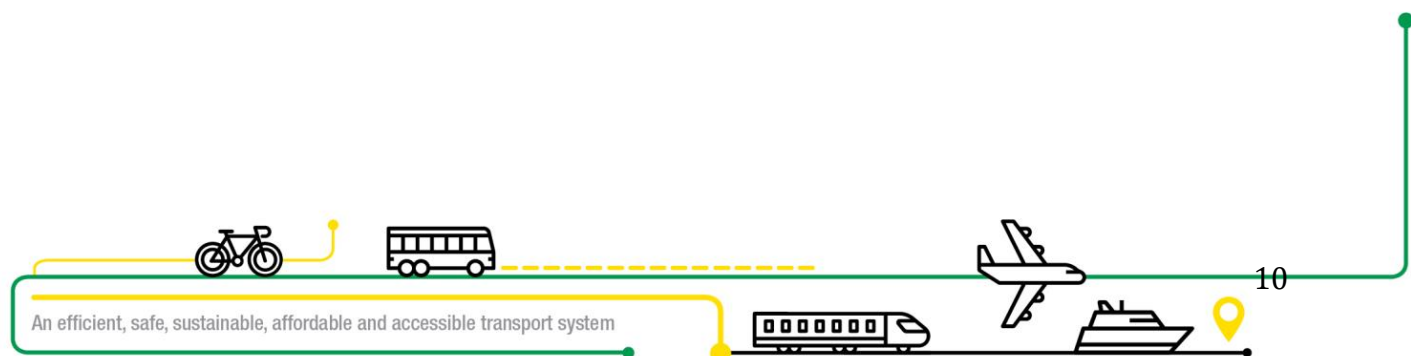 10
An efficient, safe, sustainable, affordable and accessible transport system